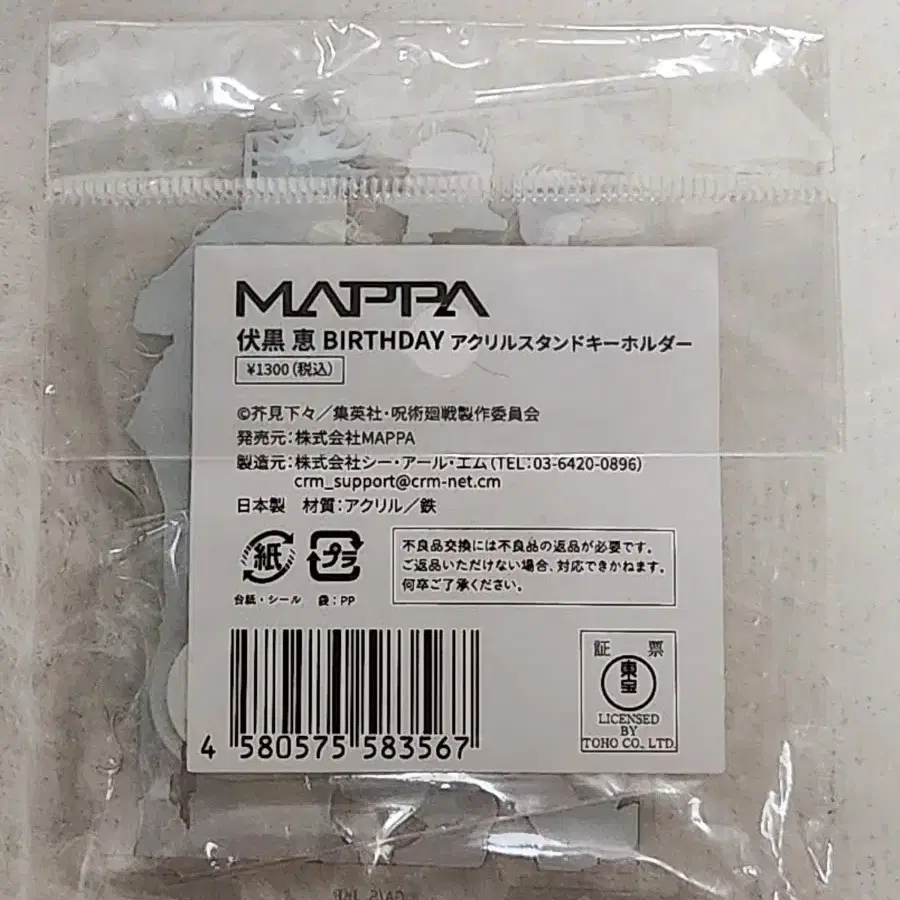 MAPPA
伏黒 恵 BIRTHDAY アクリルスタンドキーホルダー
¥1300(税込)
©芥見下々/集英社・呪術廻戦製作委員会
発売元:株式会社MAPPA
製造元:株式会社シー・アール・エム(TEL:03-6420-0896)
crm_support@crm-net.cm
日本製 材質:アクリル/鉄
紙 プラ
台紙・シール 袋:PP
不良品交換には不良品の返品が必要です。
ご返品いただけない場合、対応できかねます。
何卒ご了承ください。
4 580575 583567
証 票
東宝
LICENSED
BY
TOHO CO., LTD.